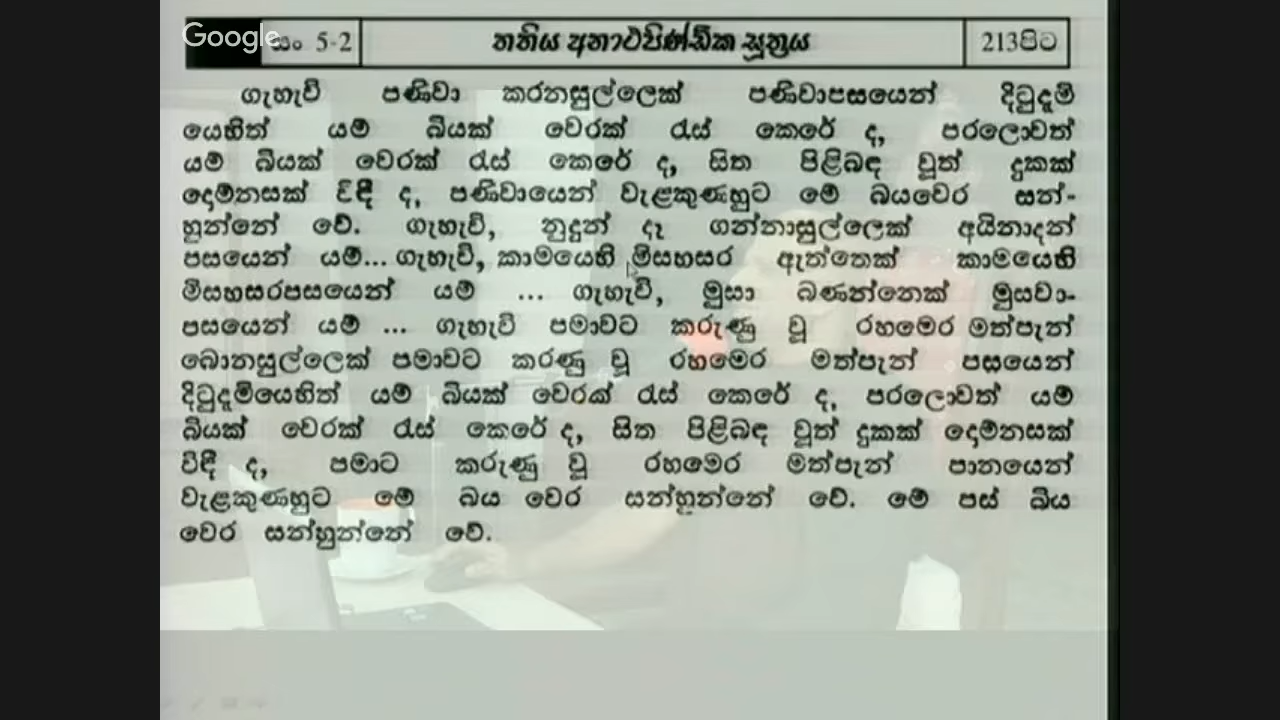 Google
සං 5-2 තතිය අනාථපිණ්ඩික සූත්‍රය 213පිට
ගැහැවි පණිවා කරනසුල්ලෙක් පණිවාපසයෙන් දිටුදැමි
යෙහිත් යම් බියක් වෙරක් රැස් කෙරේ ද, පරලොවත්
යම් බියක් වෙරක් රැස් කෙරේ ද, සිත පිළිබඳ වූත් දුකක්
දොම්නසක් විඳී ද, පණිවායෙන් වැළකුණහුට මේ බයවෙර සන්-
හුන්නේ වේ. ගැහැවි, නුදුන් දෑ ගන්නාසුල්ලෙක් අයිනාදන්
පසයෙන් යම්... ගැහැවි, කාමයෙහි මිසහසර ඇත්තෙක් කාමයෙහි
මිසහසරපසයෙන් යම් ... ගැහැවි, මුසා බණන්නෙක් මුසවා-
පසයෙන් යම් ... ගැහැවි පමාවට කරුණු වූ රහමෙර මත්පැන්
බොනසුල්ලෙක් පමාවට කරණු වූ රහමෙර මත්පැන් පසයෙන්
දිටුදැමියෙහිත් යම් බියක් වෙරක් රැස් කෙරේ ද, පරලොවත් යම්
බියක් වෙරක් රැස් කෙරේ ද, සිත පිළිබඳ වූත් දුකක් දොම්නසක්
විඳී ද, පමාට කරුණු වූ රහමෙර මත්පැන් පානයෙන්
වැළකුණහුට මේ බය වෙර සන්හුන්නේ වේ. මේ පස් බිය
වෙර සන්හුන්නේ වේ.